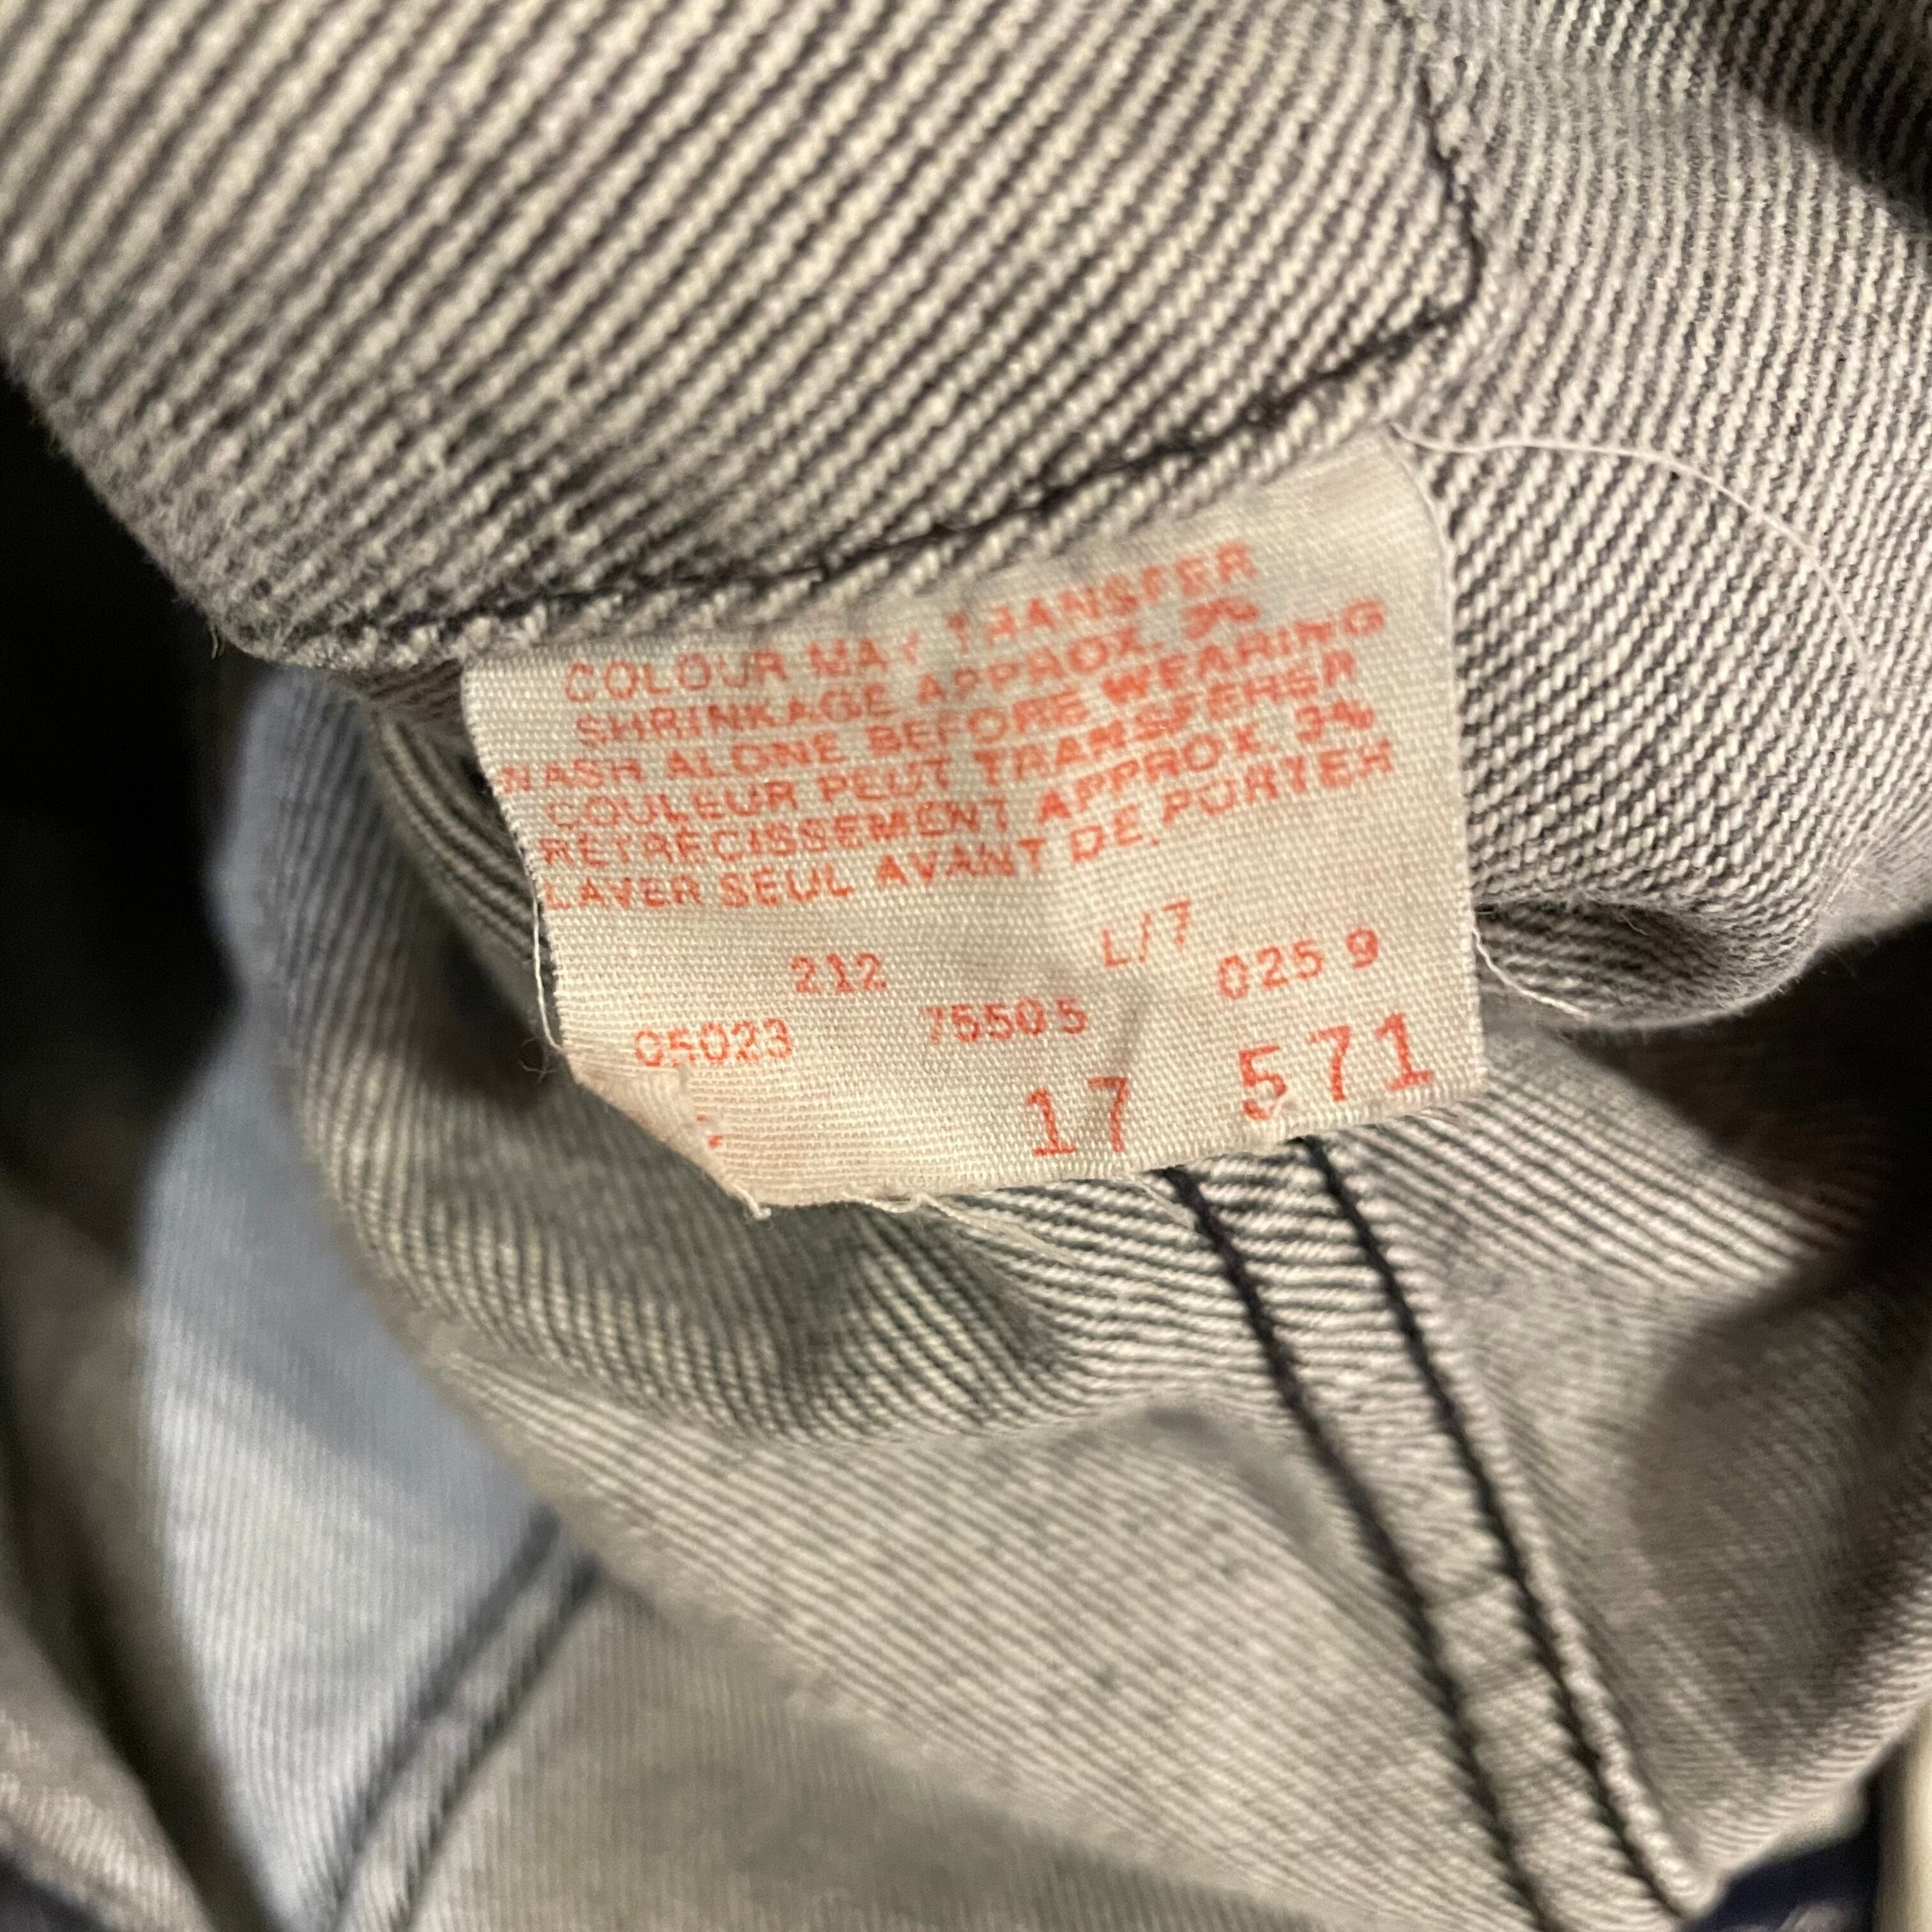 COLOUR MAY TRANSFER
SHRINKAGE APPROX. 3%
WASH ALONE BEFORE WEARING
COULEUR PEUT TRANSFERSER
RETRECISSEMENT APPROX. 3%
LAVER SEUL AVANT DE PORTER
212 L/7
05023 75505 0259
17 571